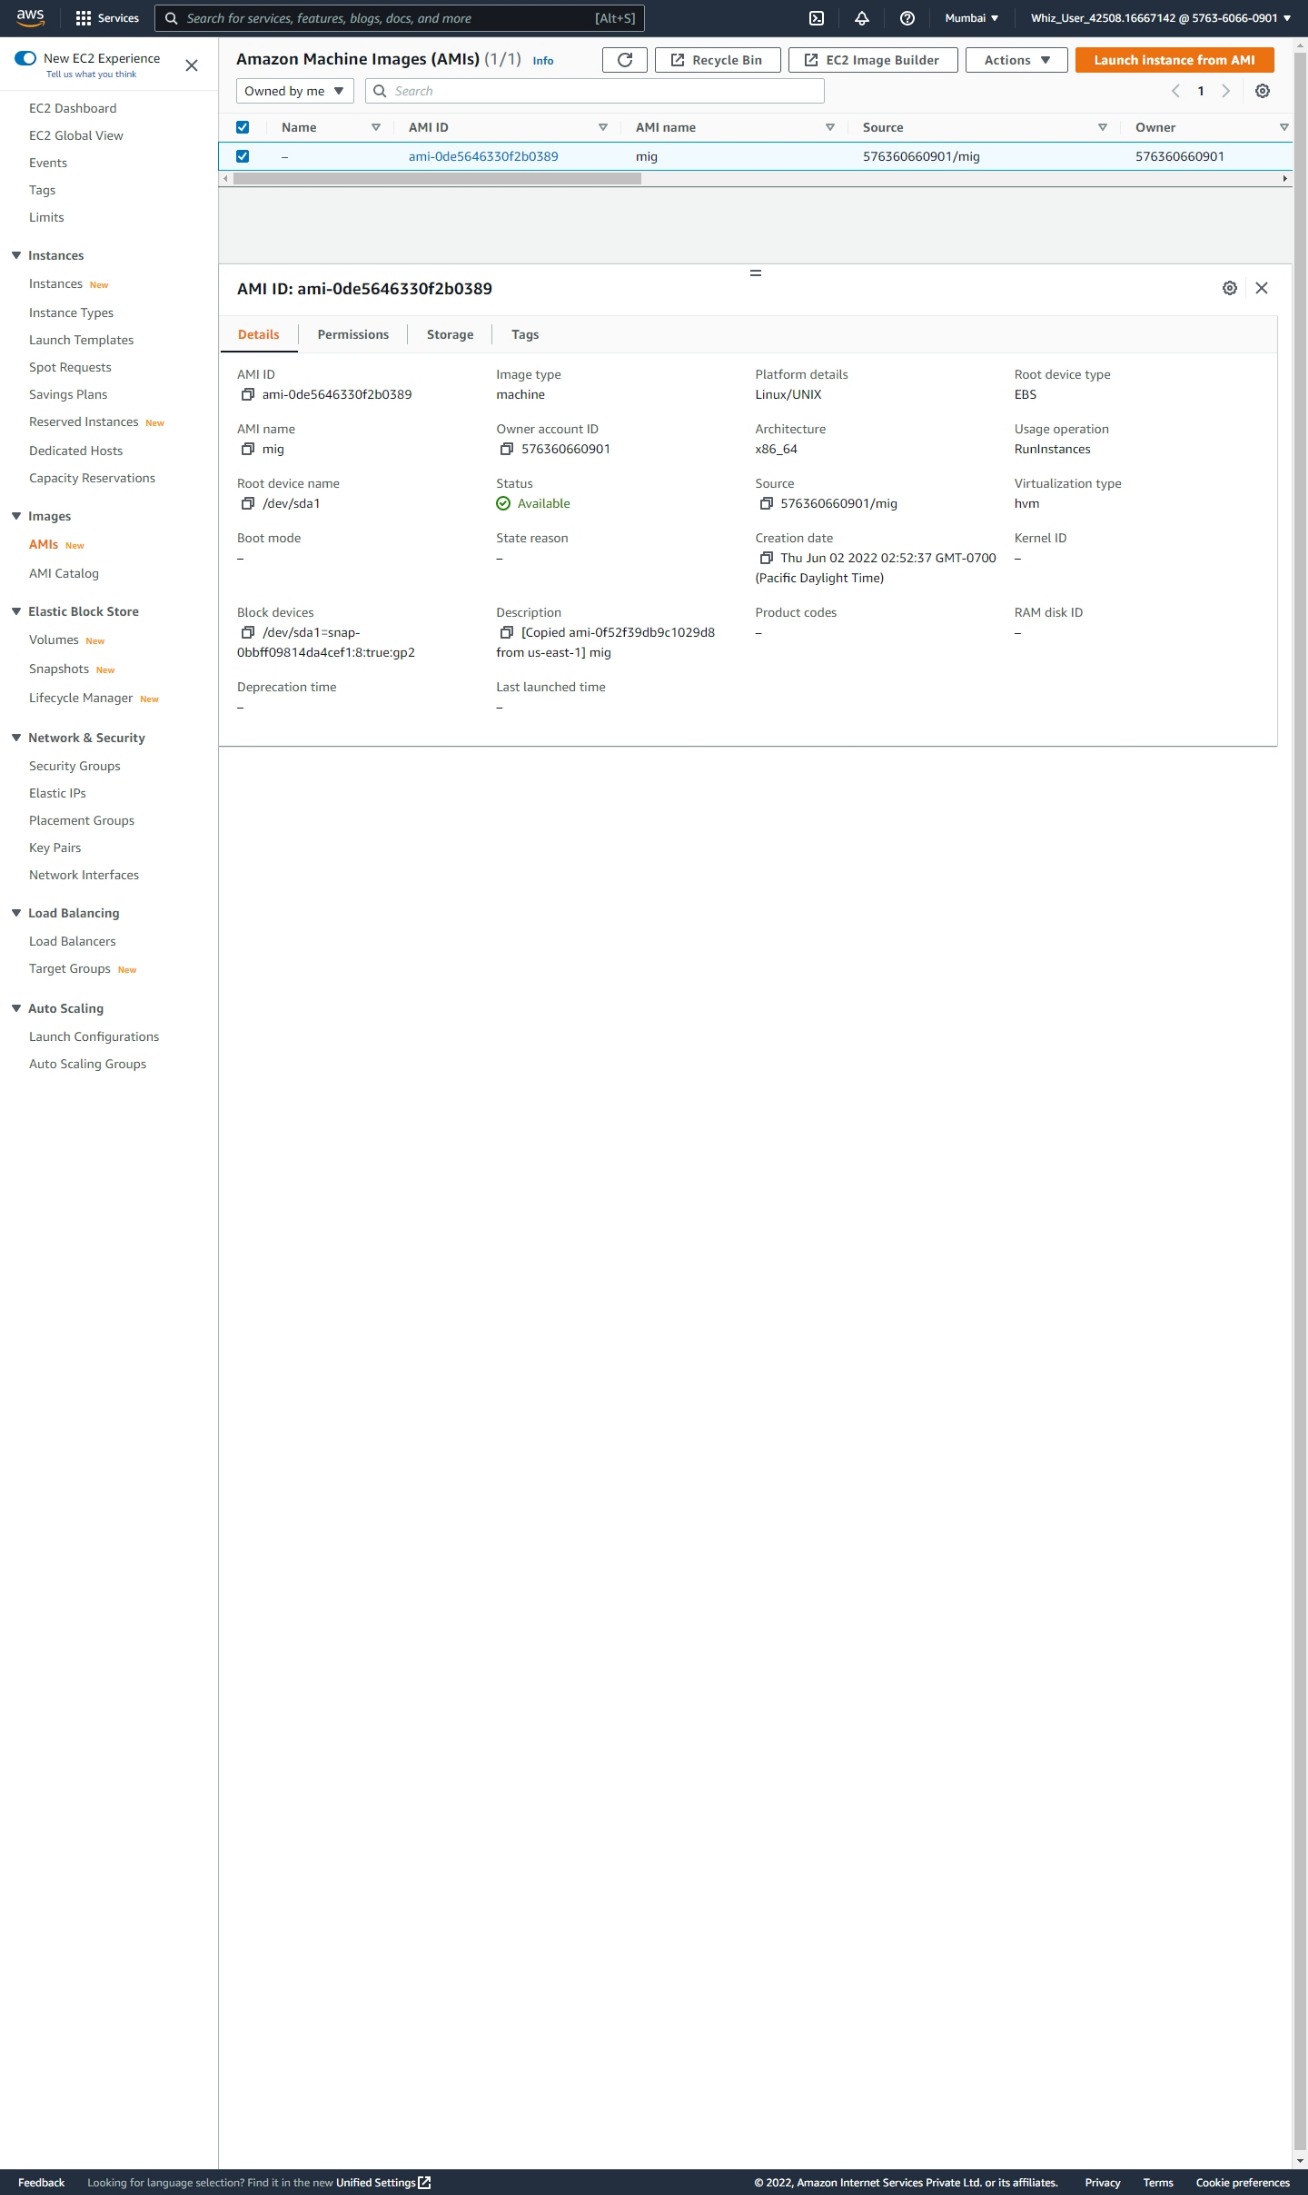 aws
Services
Search for services, features, blogs, docs, and more
[Alt+S]
Mumbai
Whiz_User_42508.16667142 @ 5763-6066-0901
New EC2 Experience
Tell us what you think
EC2 Dashboard
EC2 Global View
Events
Tags
Limits
Instances
Instances New
Instance Types
Launch Templates
Spot Requests
Savings Plans
Reserved Instances New
Dedicated Hosts
Capacity Reservations
Images
AMIs New
AMI Catalog
Elastic Block Store
Volumes New
Snapshots New
Lifecycle Manager New
Network & Security
Security Groups
Elastic IPs
Placement Groups
Key Pairs
Network Interfaces
Load Balancing
Load Balancers
Target Groups New
Auto Scaling
Launch Configurations
Auto Scaling Groups
Amazon Machine Images (AMIs) (1/1) Info
Recycle Bin
EC2 Image Builder
Actions
Launch instance from AMI
Owned by me
Search
1
Name
AMI ID
AMI name
Source
Owner
–
ami-0de5646330f2b0389
mig
576360660901/mig
576360660901
AMI ID: ami-0de5646330f2b0389
Details
Permissions
Storage
Tags
AMI ID
ami-0de5646330f2b0389
Image type
machine
Platform details
Linux/UNIX
Root device type
EBS
AMI name
mig
Owner account ID
576360660901
Architecture
x86_64
Usage operation
RunInstances
Root device name
/dev/sda1
Status
Available
Source
576360660901/mig
Virtualization type
hvm
Boot mode
–
State reason
–
Creation date
Thu Jun 02 2022 02:52:37 GMT-0700
(Pacific Daylight Time)
Kernel ID
–
Block devices
/dev/sda1=snap-
0bbff09814da4cef1:8:true:gp2
Description
[Copied ami-0f52f39db9c1029d8
from us-east-1] mig
Product codes
–
RAM disk ID
–
Deprecation time
–
Last launched time
–
Feedback
Looking for language selection? Find it in the new Unified Settings
© 2022, Amazon Internet Services Private Ltd. or its affiliates.
Privacy
Terms
Cookie preferences